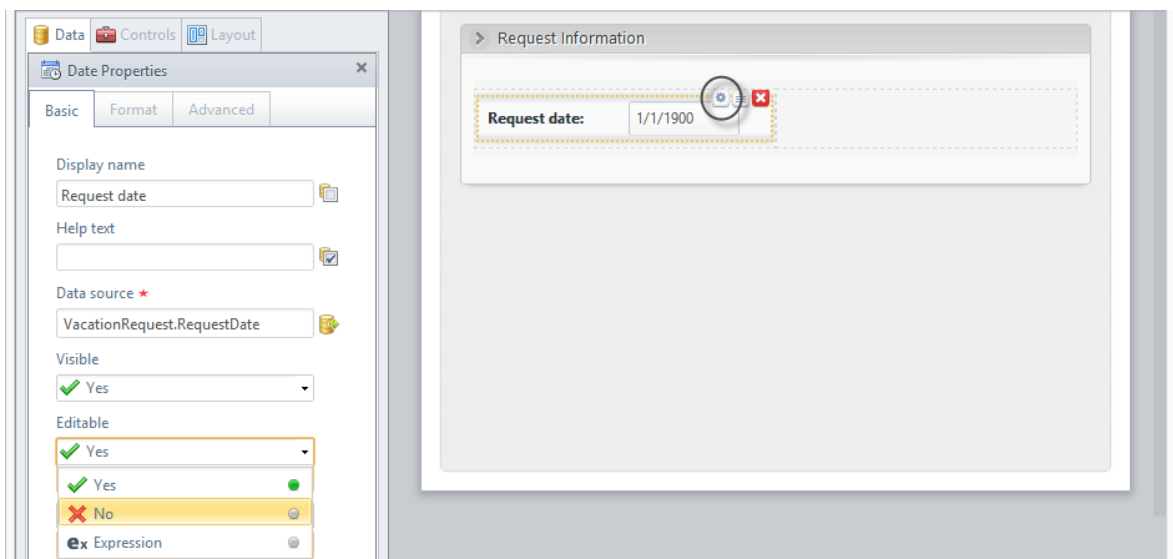 Data Controls Layout
Date Properties
Basic Format Advanced
Display name
Request date
Help text
Data source ★
VacationRequest.RequestDate
Visible
Yes
Editable
Yes
Yes
No
ex Expression
Request Information
Request date: 1/1/1900